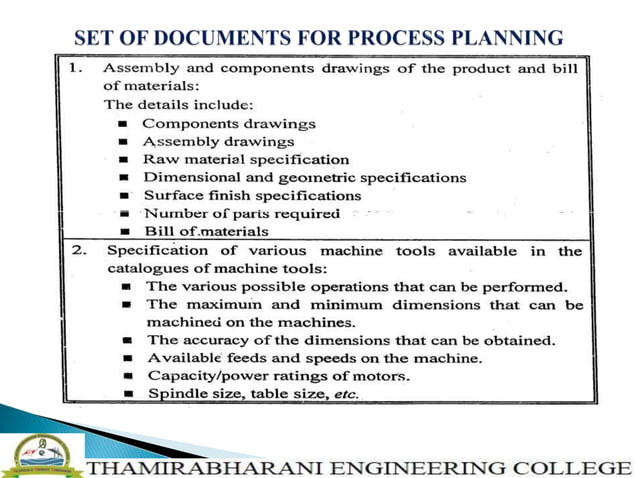 SET OF DOCUMENTS FOR PROCESS PLANNING
1. Assembly and components drawings of the product and bill
of materials:
The details include:
■ Components drawings
■ Assembly drawings
■ Raw material specification
■ Dimensional and geometric specifications
■ Surface finish specifications
■ Number of parts required
■ Bill of materials
2. Specification of various machine tools available in the
catalogues of machine tools:
■ The various possible operations that can be performed.
■ The maximum and minimum dimensions that can be
machined on the machines.
■ The accuracy of the dimensions that can be obtained.
■ Available feeds and speeds on the machine.
■ Capacity/power ratings of motors.
■ Spindle size, table size, etc.
THAMIRABHARANI ENGINEERING COLLEGE